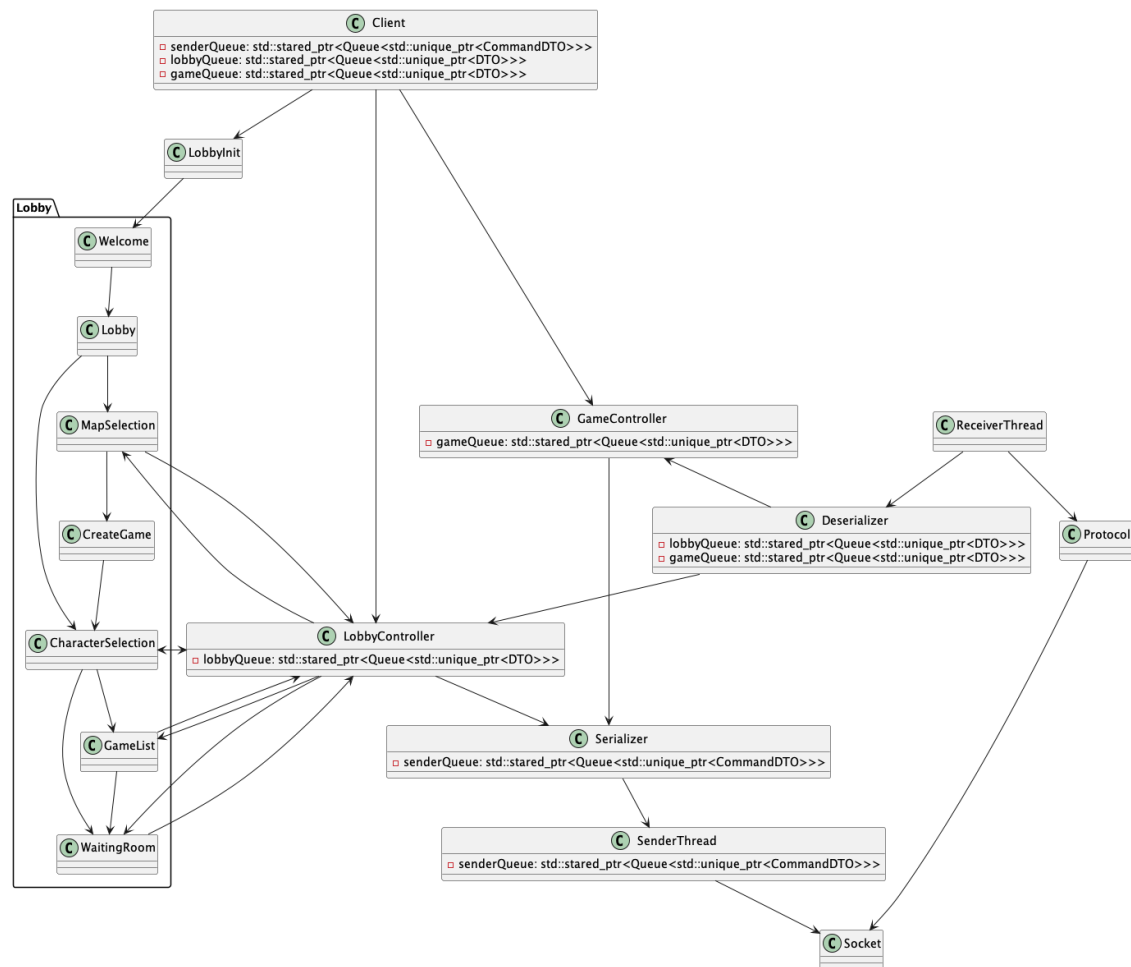 Client
senderQueue: std::stared_ptr<Queue<std::unique_ptr<CommandDTO>>>
lobbyQueue: std::stared_ptr<Queue<std::unique_ptr<DTO>>>
gameQueue: std::stared_ptr<Queue<std::unique_ptr<DTO>>>
LobbyInit
Lobby
Welcome
Lobby
MapSelection
GameController
gameQueue: std::stared_ptr<Queue<std::unique_ptr<DTO>>>
ReceiverThread
CreateGame
Deserializer
lobbyQueue: std::stared_ptr<Queue<std::unique_ptr<DTO>>>
gameQueue: std::stared_ptr<Queue<std::unique_ptr<DTO>>>
Protocol
CharacterSelection
LobbyController
lobbyQueue: std::stared_ptr<Queue<std::unique_ptr<DTO>>>
GameList
Serializer
senderQueue: std::stared_ptr<Queue<std::unique_ptr<CommandDTO>>>
WaitingRoom
SenderThread
senderQueue: std::stared_ptr<Queue<std::unique_ptr<CommandDTO>>>
Socket